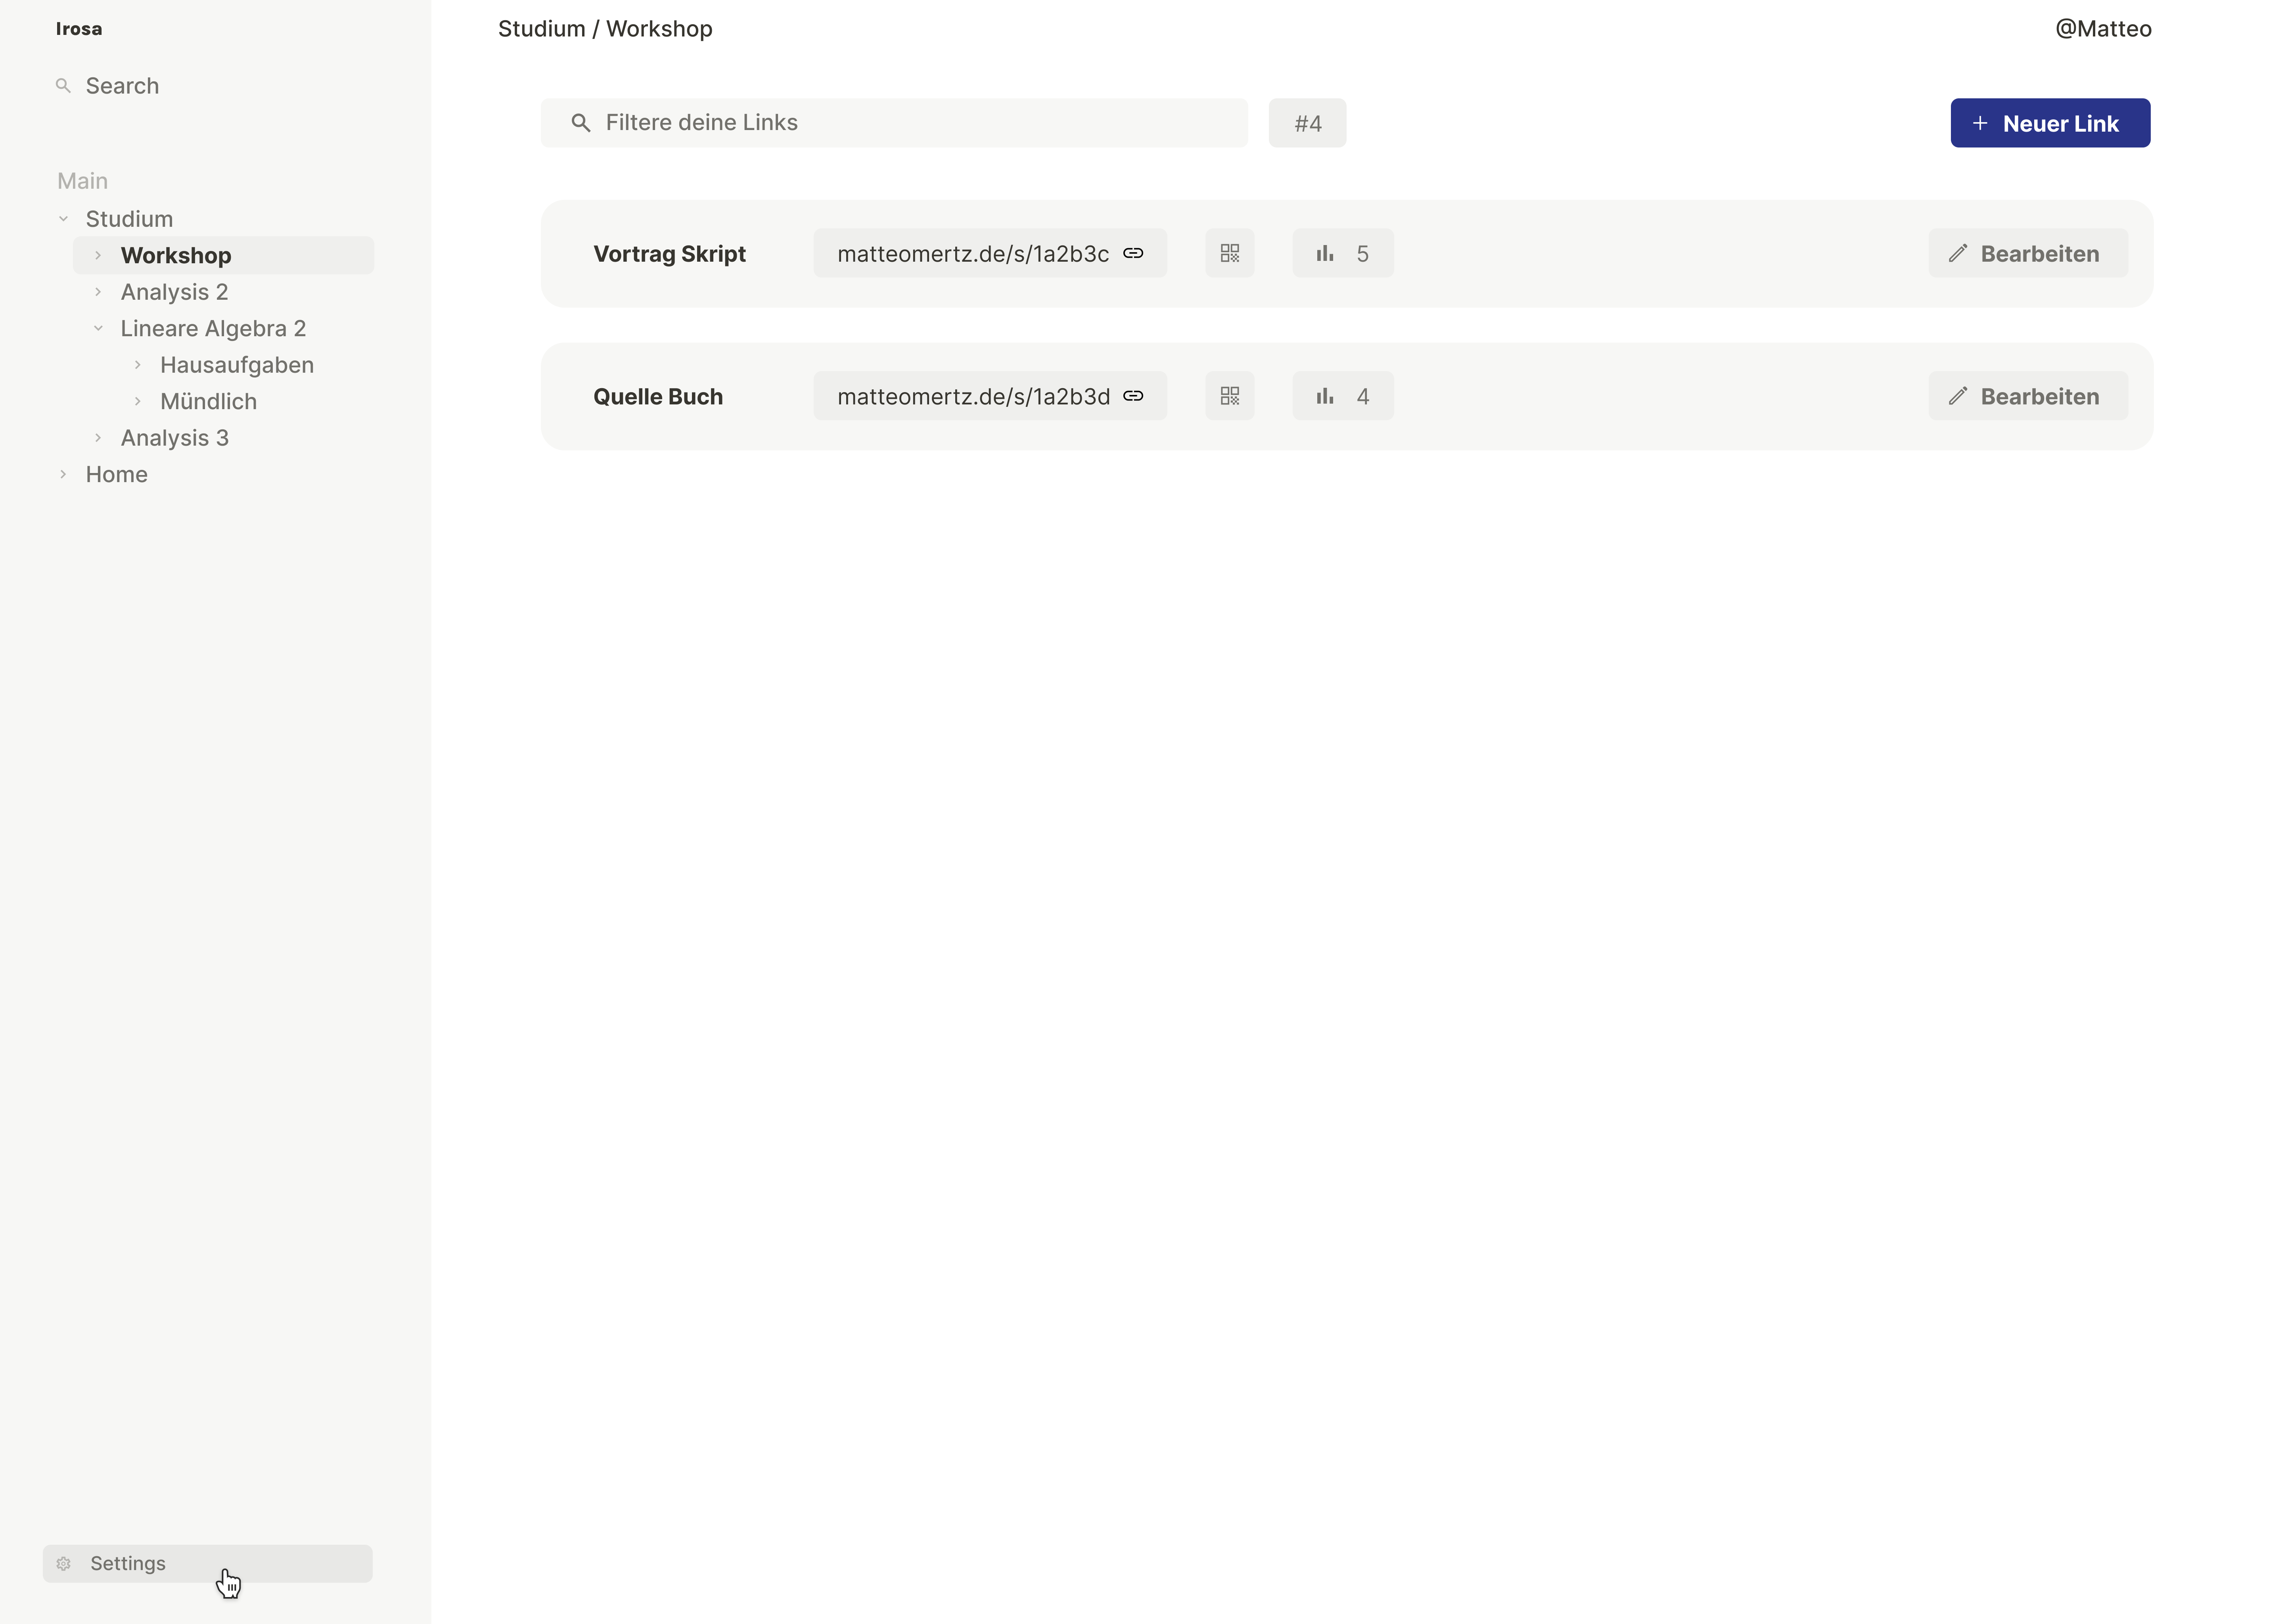 Irosa
Studium / Workshop
@Matteo
Search
Filtere deine Links
#4
+ Neuer Link
Main
Studium
Workshop
Analysis 2
Lineare Algebra 2
Hausaufgaben
Mündlich
Analysis 3
Home
Vortrag Skript matteomertz.de/s/1a2b3c 5 Bearbeiten
Quelle Buch matteomertz.de/s/1a2b3d 4 Bearbeiten
Settings